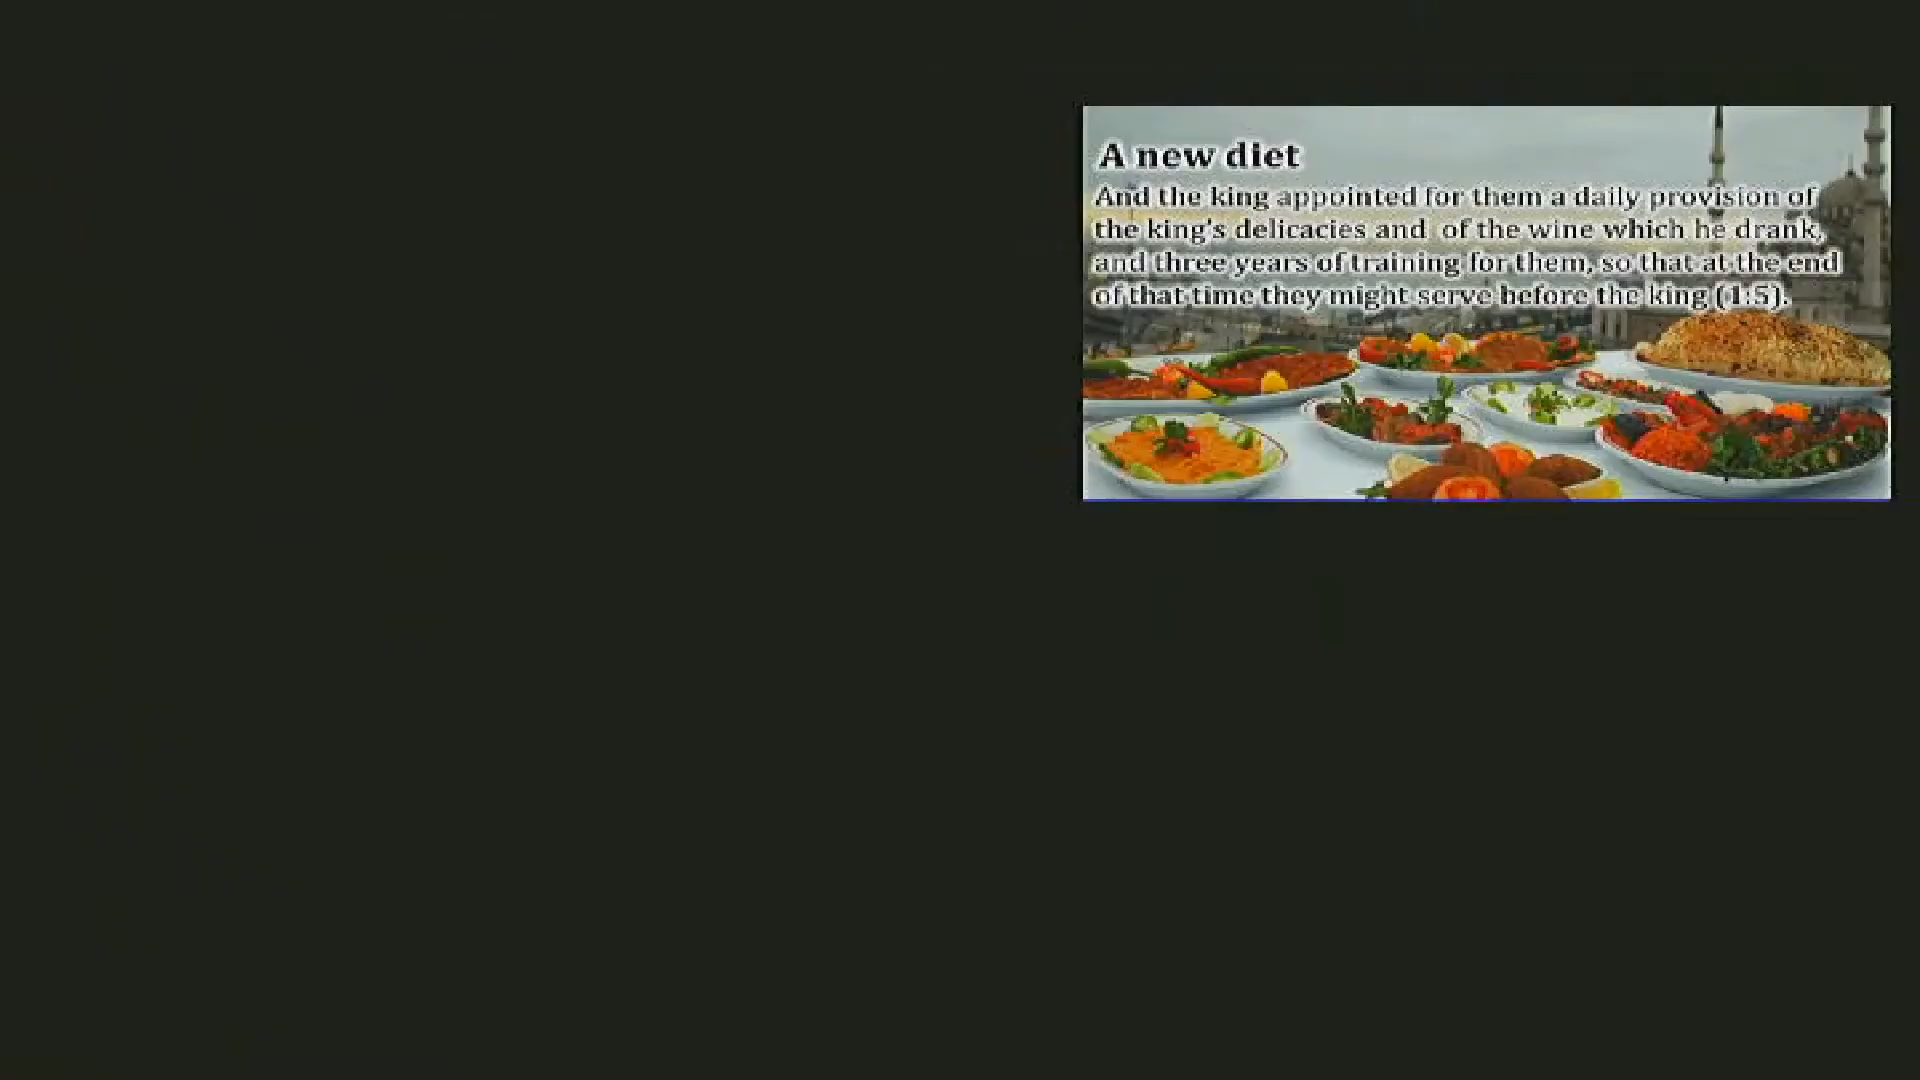 A new diet
And the king appointed for them a daily provision of
the king's delicacies and of the wine which he drank,
and three years of training for them, so that at the end
of that time they might serve before the king (1:5).